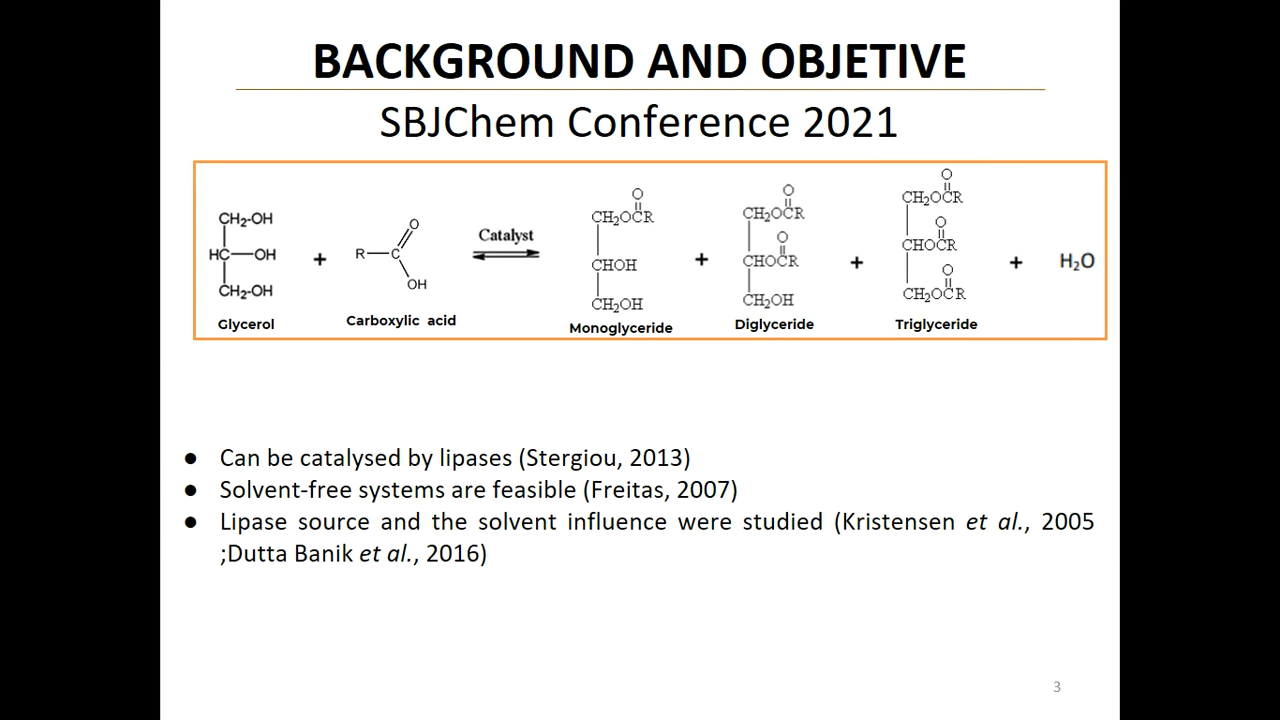 BACKGROUND AND OBJETIVE
SBJChem Conference 2021
CH₂-OH
HC—OH
CH₂-OH
Glycerol
+
R—C
O
OH
Carboxylic acid
Catalyst
O
CH₂OCR
CHOH
CH₂OH
Monoglyceride
+
O
CH₂OCR
O
CHOCR
CH₂OH
Diglyceride
+
O
CH₂OCR
O
CHOCR
O
CH₂OCR
Triglyceride
+
H₂O
● Can be catalysed by lipases (Stergiou, 2013)
● Solvent-free systems are feasible (Freitas, 2007)
● Lipase source and the solvent influence were studied (Kristensen et al., 2005
;Dutta Banik et al., 2016)
3